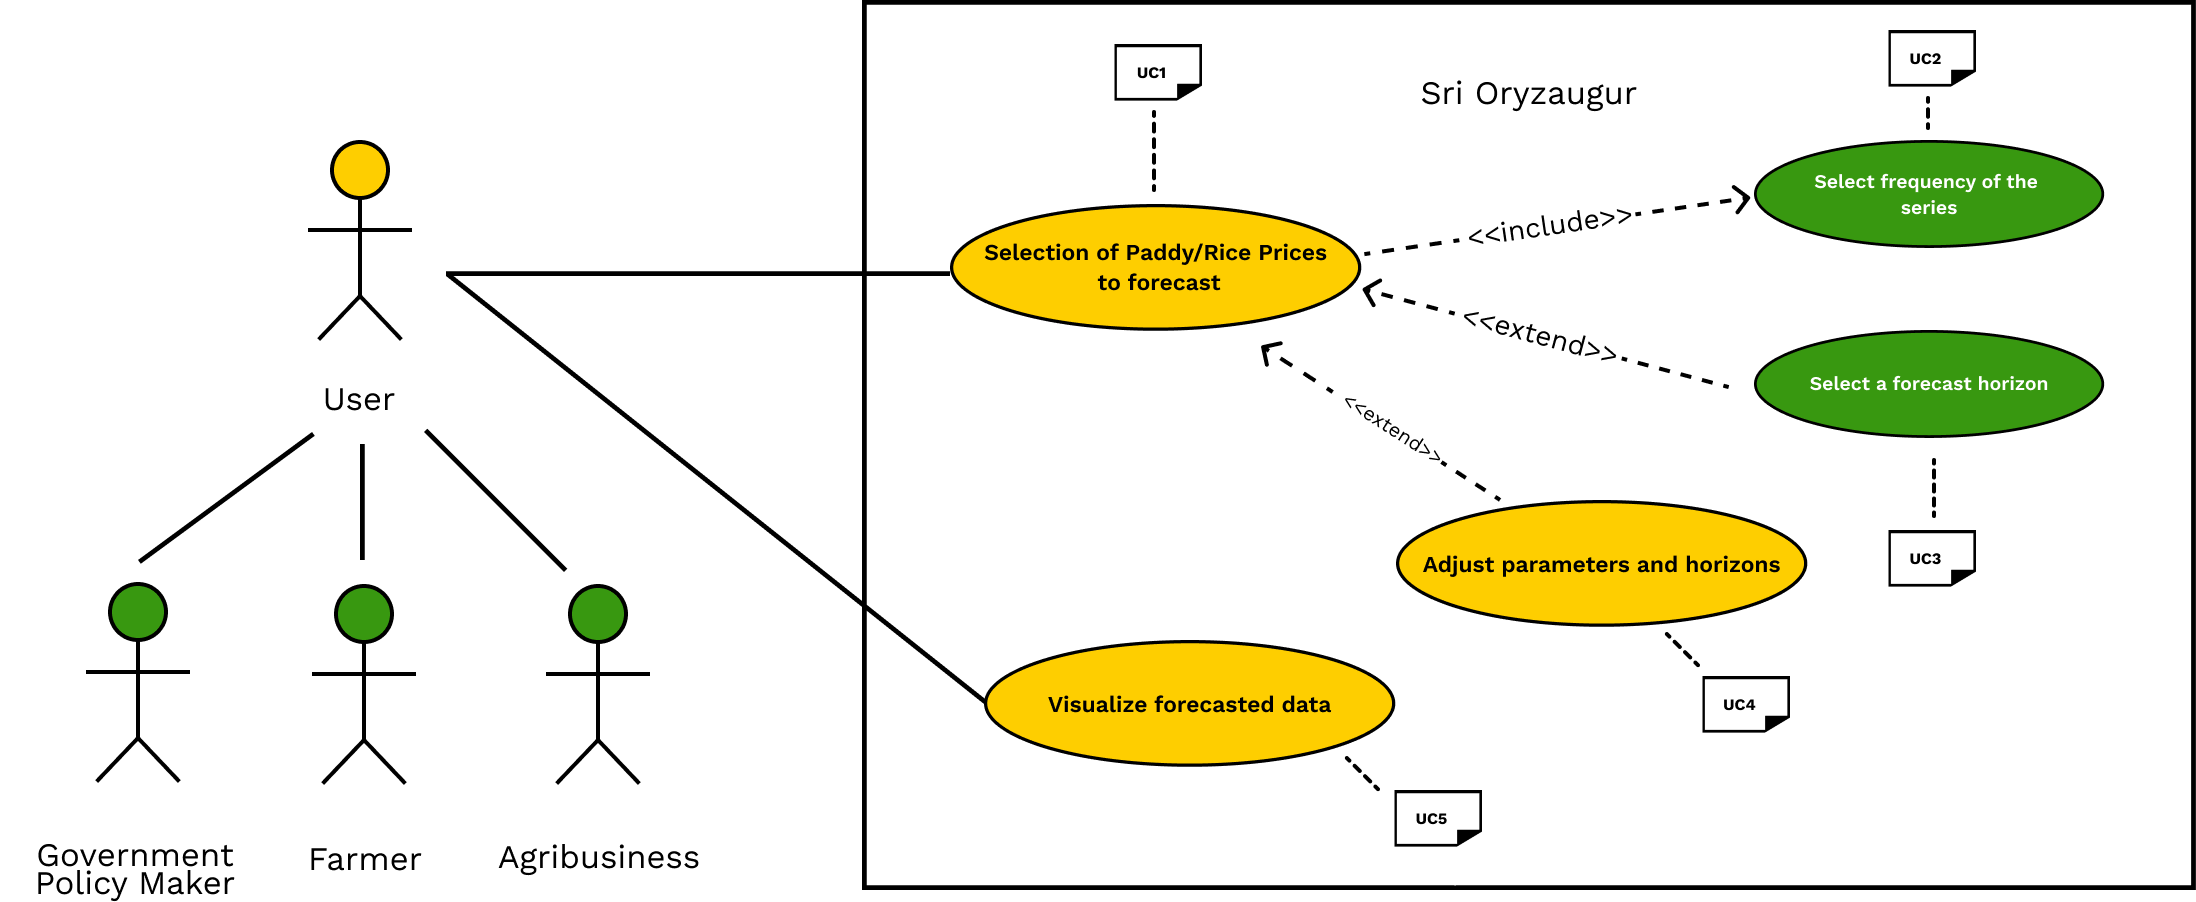 UC1
UC2
Sri Oryzaugur
Select frequency of the
series
<<include>>
Selection of Paddy/Rice Prices
to forecast
<<extend>>
Select a forecast horizon
User
<<extend>>
Adjust parameters and horizons
UC3
Visualize forecasted data
UC4
UC5
Government
Policy Maker
Farmer
Agribusiness